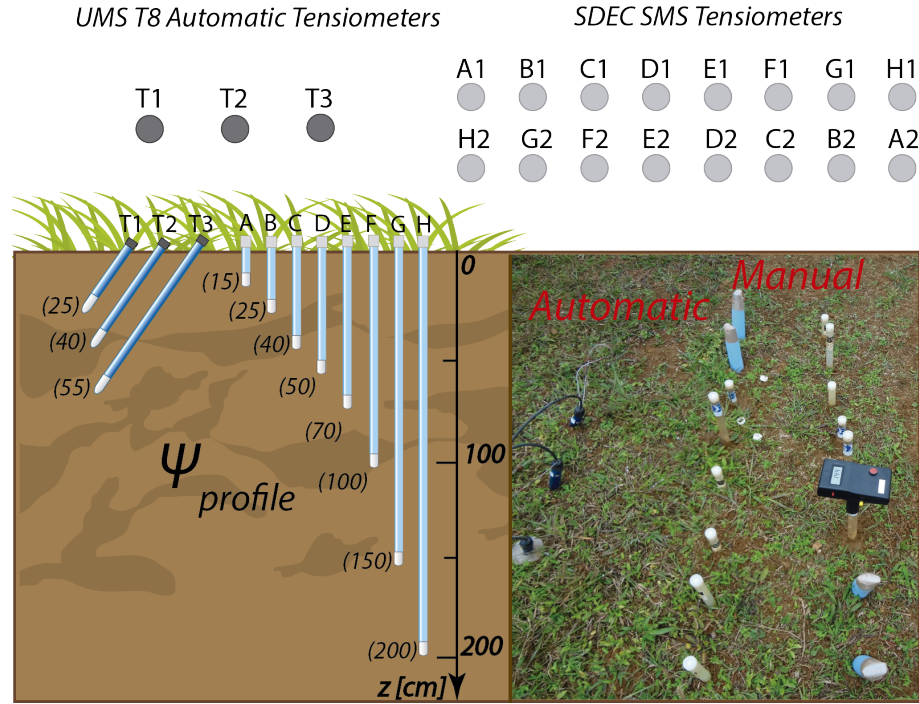 UMS T8 Automatic Tensiometers
SDEC SMS Tensiometers
T1 T2 T3
A1 B1 C1 D1 E1 F1 G1 H1
H2 G2 F2 E2 D2 C2 B2 A2
T1 T2 T3 A B C D E F G H
0
(15)
(25)
(25)
(40)
(40)
(50)
(55)
(70)
100
(100)
ψ
profile
(150)
200
(200)
z [cm]
Automatic
Manual